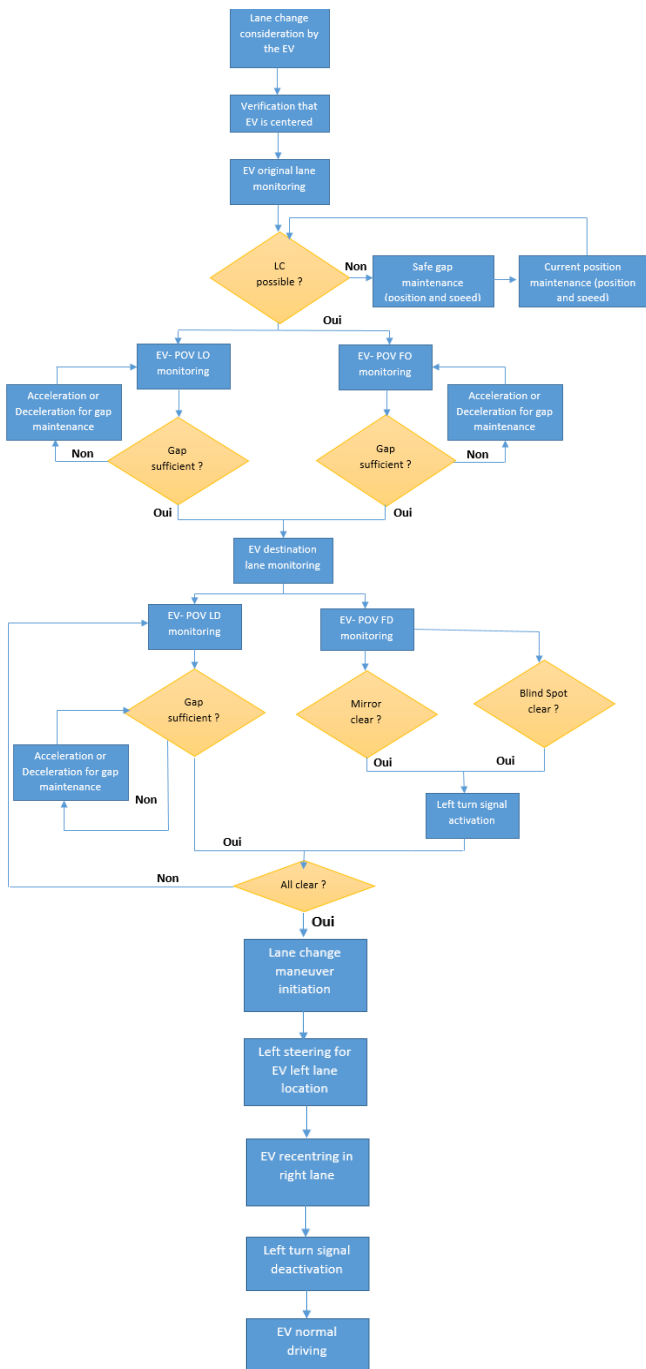 Lane change
consideration by
the EV
Verification that
EV is centered
EV original lane
monitoring
LC
possible ?
Non
Safe gap
maintenance
(position and speed)
Current position
maintenance (position
and speed)
Oui
EV- POV LO
monitoring
EV- POV FO
monitoring
Acceleration or
Deceleration for gap
maintenance
Acceleration or
Deceleration for gap
maintenance
Gap
sufficient ?
Non
Gap
sufficient ?
Non
Oui
Oui
EV destination
lane monitoring
EV- POV LD
monitoring
EV- POV FD
monitoring
Gap
sufficient ?
Mirror
clear ?
Blind Spot
clear ?
Acceleration or
Deceleration for gap
maintenance
Non
Oui
Oui
Left turn signal
activation
Oui
Non
All clear ?
Oui
Lane change
maneuver
initiation
Left steering for
EV left lane
location
EV recentring in
right lane
Left turn signal
deactivation
EV normal
driving